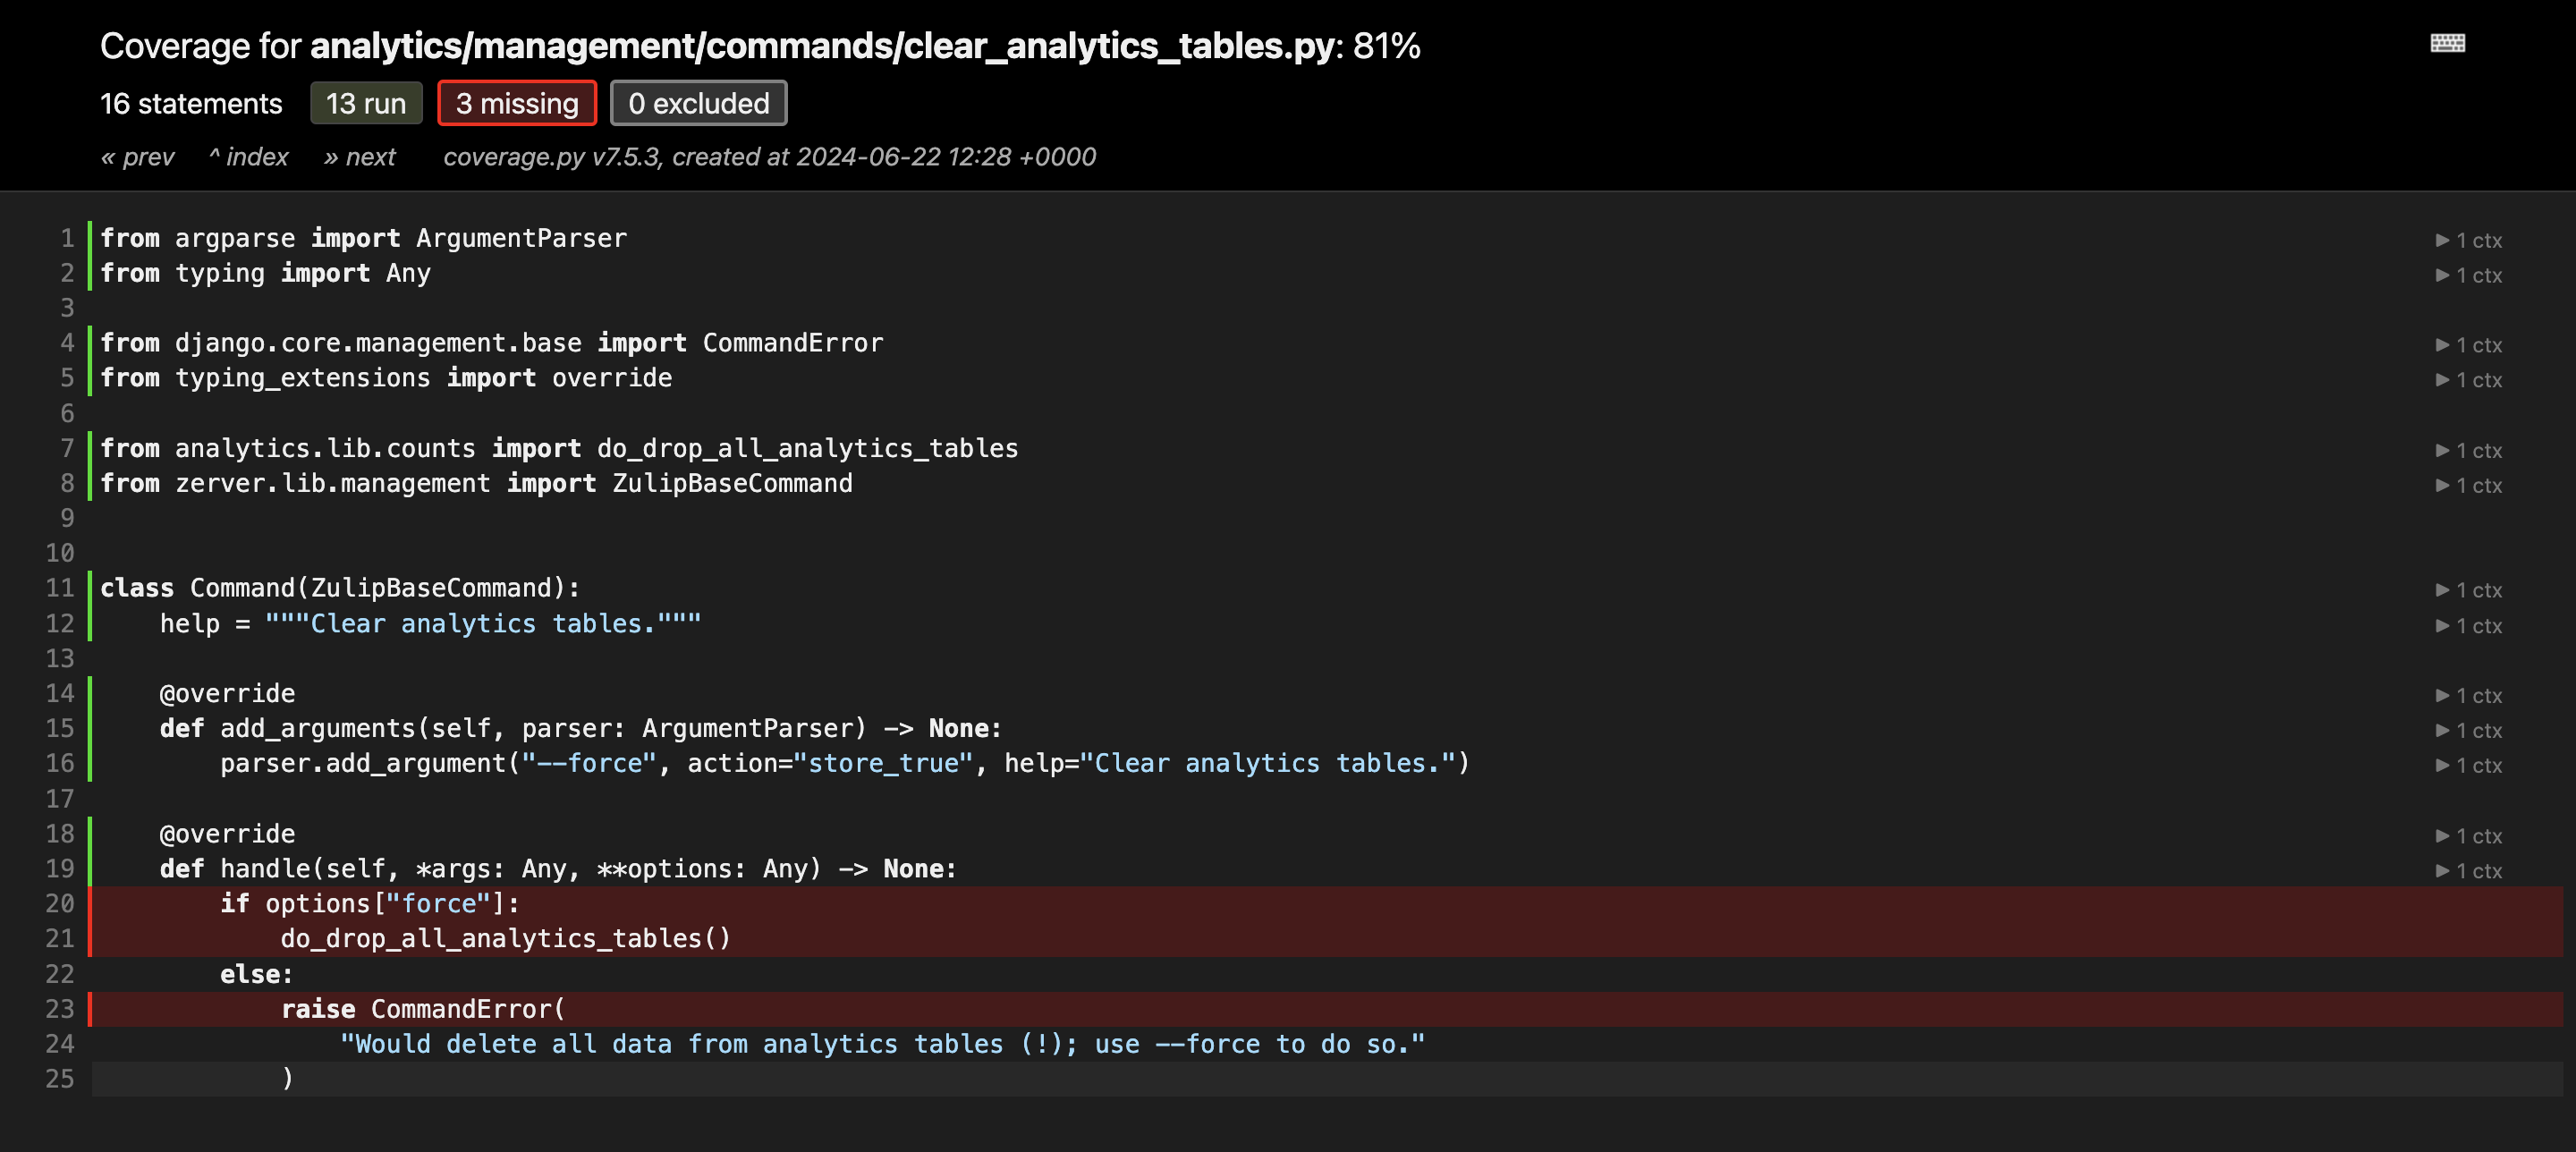 Coverage for analytics/management/commands/clear_analytics_tables.py: 81%
16 statements 13 run 3 missing 0 excluded
« prev ^ index » next coverage.py v7.5.3, created at 2024-06-22 12:28 +0000
1 from argparse import ArgumentParser ▶ 1 ctx
2 from typing import Any ▶ 1 ctx
3
4 from django.core.management.base import CommandError ▶ 1 ctx
5 from typing_extensions import override ▶ 1 ctx
6
7 from analytics.lib.counts import do_drop_all_analytics_tables ▶ 1 ctx
8 from zerver.lib.management import ZulipBaseCommand ▶ 1 ctx
9
10
11 class Command(ZulipBaseCommand): ▶ 1 ctx
12     help = """Clear analytics tables.""" ▶ 1 ctx
13
14     @override ▶ 1 ctx
15     def add_arguments(self, parser: ArgumentParser) -> None: ▶ 1 ctx
16         parser.add_argument("--force", action="store_true", help="Clear analytics tables.") ▶ 1 ctx
17
18     @override ▶ 1 ctx
19     def handle(self, *args: Any, **options: Any) -> None: ▶ 1 ctx
20         if options["force"]:
21             do_drop_all_analytics_tables()
22         else:
23             raise CommandError(
24                 "Would delete all data from analytics tables (!); use --force to do so."
25             )